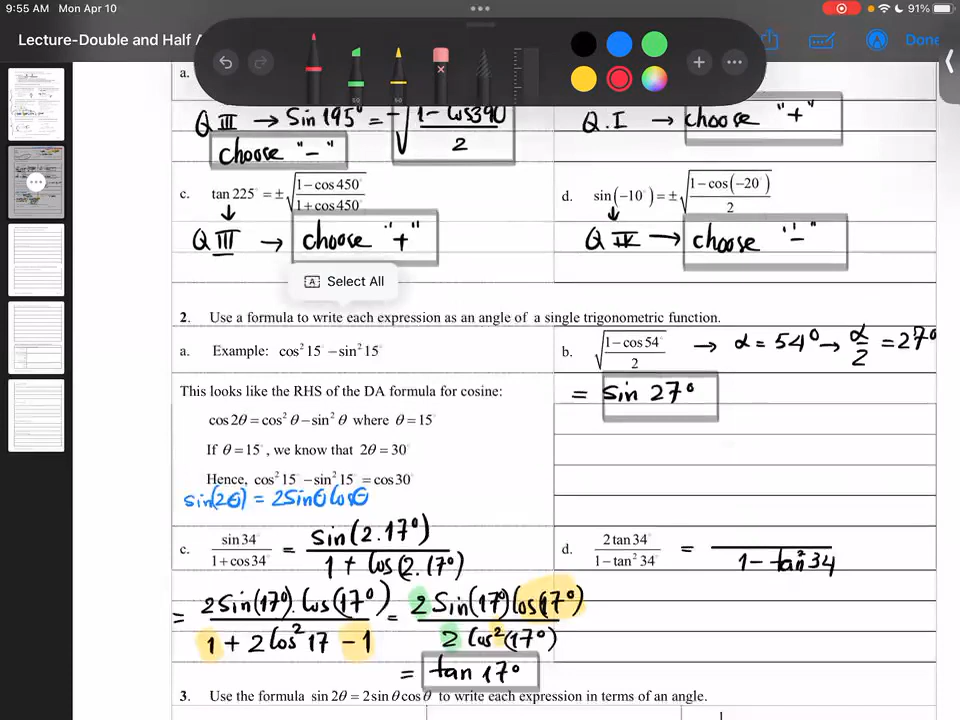 9:55 AM Mon Apr 10
91%
Lecture-Double and Half A
Done
50
50
a.
Q III → Sin 195° = -√((1 - Cos390)/2)
choose "-"
Q.I → choose "+"
c. tan 225° = ±√((1 - cos 450°)/(1 + cos 450°))
Q III → choose "+"
d. sin(-10°) = ±√((1 - cos(-20°))/2)
Q IV → choose "-"
Select All
2. Use a formula to write each expression as an angle of a single trigonometric function.
a. Example: cos² 15° - sin² 15°
This looks like the RHS of the DA formula for cosine:
cos 2θ = cos² θ - sin² θ where θ = 15°
If θ = 15°, we know that 2θ = 30°
Hence, cos² 15° - sin² 15° = cos 30°
b. √((1 - cos 54°)/2) → α = 54° → α/2 = 27°
= sin 27°
sin(2θ) = 2Sinθ Cosθ
c. sin 34°/(1 + cos 34°) = Sin(2.17°)/(1 + Cos(2.17°)
= 2Sin(17°). Cos(17°)/(1 + 2Cos²17 - 1) = 2Sin(17°)Cos(17°)/(2 Cos²(17°)
= tan 17°
d. 2 tan 34°/(1 - tan² 34°) = /(1 - tan²34)
3. Use the formula sin 2θ = 2 sin θ cos θ to write each expression in terms of an angle.